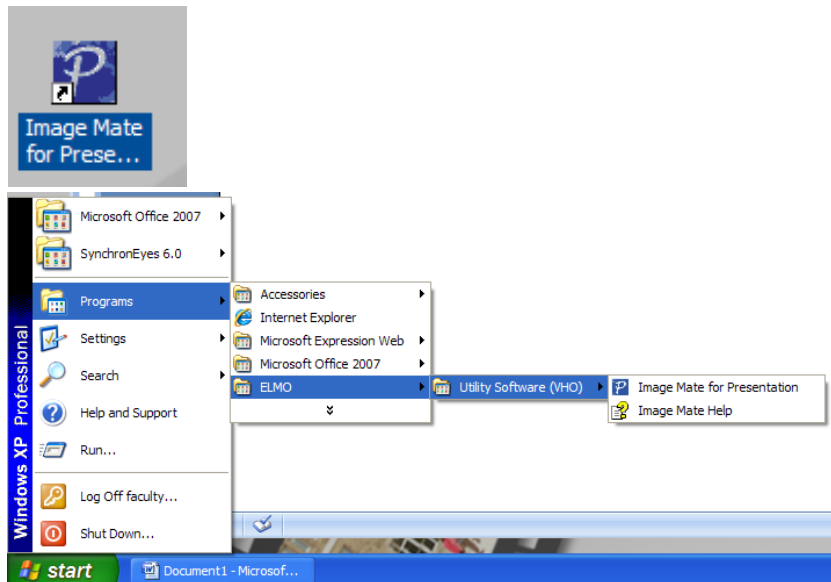 Image Mate
for Prese...
Microsoft Office 2007
SynchronEyes 6.0
Programs
Settings
Search
Help and Support
Run...
Log Off faculty...
Shut Down...
Windows XP Professional
Accessories
Internet Explorer
Microsoft Expression Web
Microsoft Office 2007
ELMO
Utility Software (VHO)
Image Mate for Presentation
Image Mate Help
start
Document1 - Microsof...